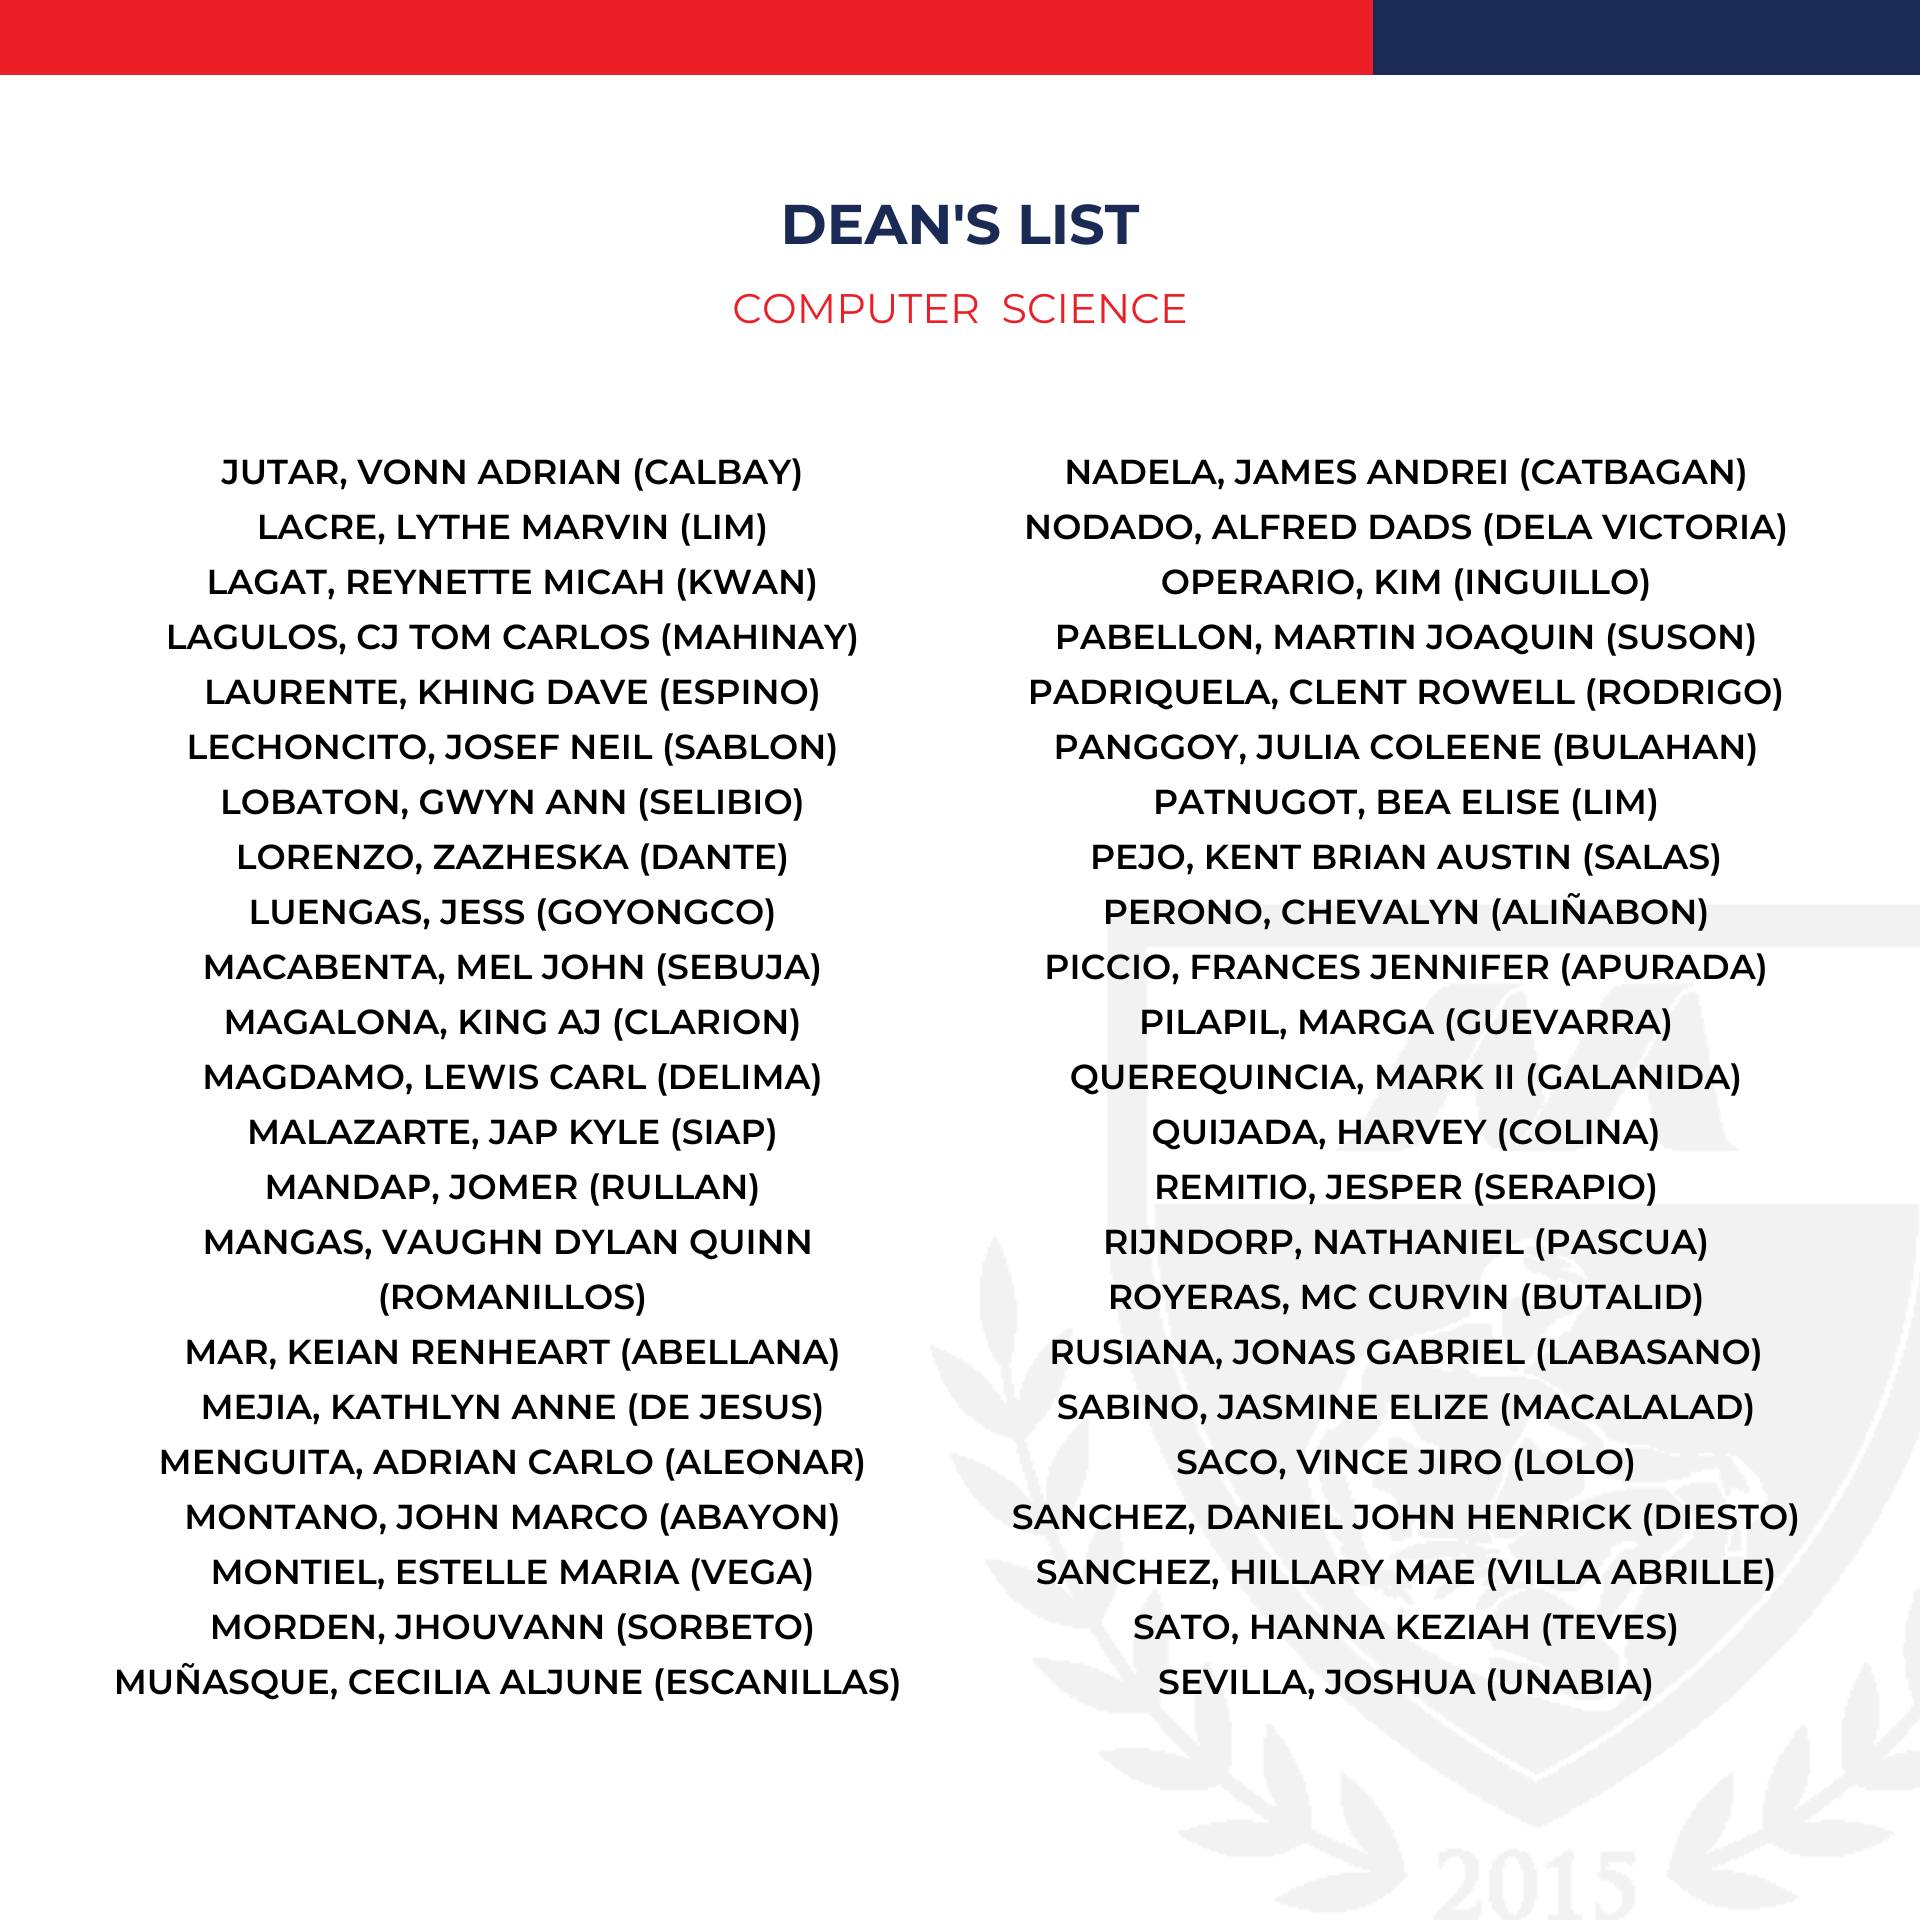 DEAN'S LIST
COMPUTER SCIENCE
JUTAR, VONN ADRIAN (CALBAY)
LACRE, LYTHE MARVIN (LIM)
LAGAT, REYNETTE MICAH (KWAN)
LAGULOS, CJ TOM CARLOS (MAHINAY)
LAURENTE, KHING DAVE (ESPINO)
LECHONCITO, JOSEF NEIL (SABLON)
LOBATON, GWYN ANN (SELIBIO)
LORENZO, ZAZHESKA (DANTE)
LUENGAS, JESS (GOYONGCO)
MACABENTA, MEL JOHN (SEBUJA)
MAGALONA, KING AJ (CLARION)
MAGDAMO, LEWIS CARL (DELIMA)
MALAZARTE, JAP KYLE (SIAP)
MANDAP, JOMER (RULLAN)
MANGAS, VAUGHN DYLAN QUINN
(ROMANILLOS)
MAR, KEIAN RENHEART (ABELLANA)
MEJIA, KATHLYN ANNE (DE JESUS)
MENGUITA, ADRIAN CARLO (ALEONAR)
MONTANO, JOHN MARCO (ABAYON)
MONTIEL, ESTELLE MARIA (VEGA)
MORDEN, JHOUVANN (SORBETO)
MUÑASQUE, CECILIA ALJUNE (ESCANILLAS)
NADELA, JAMES ANDREI (CATBAGAN)
NODADO, ALFRED DADS (DELA VICTORIA)
OPERARIO, KIM (INGUILLO)
PABELLON, MARTIN JOAQUIN (SUSON)
PADRIQUELA, CLENT ROWELL (RODRIGO)
PANGGOY, JULIA COLEENE (BULAHAN)
PATNUGOT, BEA ELISE (LIM)
PEJO, KENT BRIAN AUSTIN (SALAS)
PERONO, CHEVALYN (ALIÑABON)
PICCIO, FRANCES JENNIFER (APURADA)
PILAPIL, MARGA (GUEVARRA)
QUEREQUINCIA, MARK II (GALANIDA)
QUIJADA, HARVEY (COLINA)
REMITIO, JESPER (SERAPIO)
RIJNDORP, NATHANIEL (PASCUA)
ROYERAS, MC CURVIN (BUTALID)
RUSIANA, JONAS GABRIEL (LABASANO)
SABINO, JASMINE ELIZE (MACALALAD)
SACO, VINCE JIRO (LOLO)
SANCHEZ, DANIEL JOHN HENRICK (DIESTO)
SANCHEZ, HILLARY MAE (VILLA ABRILLE)
SATO, HANNA KEZIAH (TEVES)
SEVILLA, JOSHUA (UNABIA)
2015